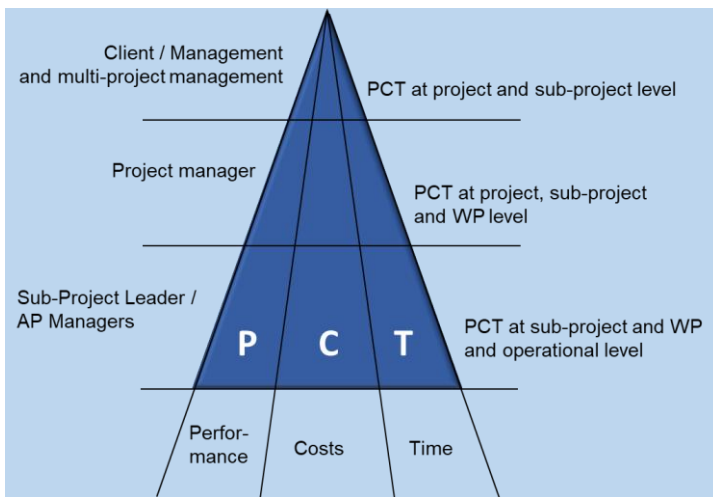 Client / Management
and multi-project management
PCT at project and sub-project level
Project manager
PCT at project, sub-project
and WP level
Sub-Project Leader /
AP Managers
PCT at sub-project and WP
and operational level
P C T
Perfor-
mance
Costs
Time